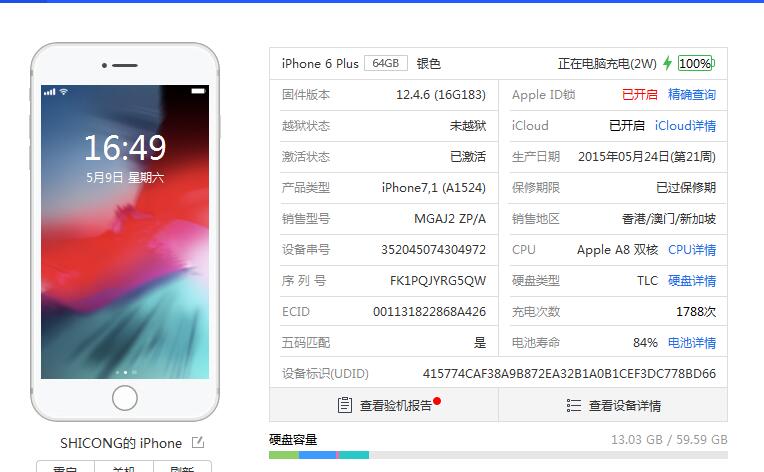 iPhone 6 Plus 64GB 银色 正在电脑充电(2W) 100%
固件版本 12.4.6 (16G183) Apple ID锁 已开启 精确查询
越狱状态 未越狱 iCloud 已开启 iCloud详情
激活状态 已激活 生产日期 2015年05月24日(第21周)
产品类型 iPhone7,1 (A1524) 保修期限 已过保修期
销售型号 MGAJ2 ZP/A 销售地区 香港/澳门/新加坡
设备串号 352045074304972 CPU Apple A8 双核 CPU详情
序 列 号 FK1PQJYRG5QW 硬盘类型 TLC 硬盘详情
ECID 001131822868A426 充电次数 1788次
五码匹配 是 电池寿命 84% 电池详情
设备标识(UDID) 415774CAF38A9B872EA32B1A0B1CEF3DC778BD66
查看验机报告 查看设备详情
硬盘容量 13.03 GB / 59.59 GB
16:49
5月9日 星期六
SHICONG的 iPhone
重启 关机 刷新